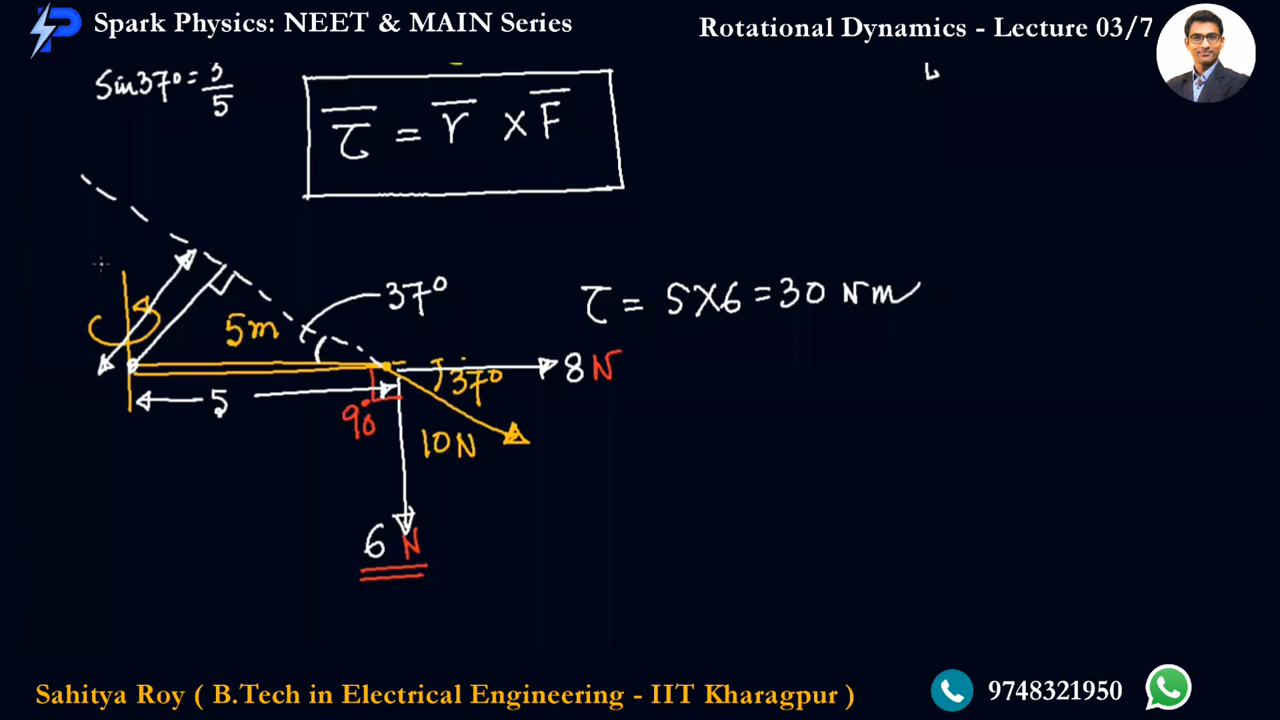 Spark Physics: NEET & MAIN Series
Rotational Dynamics - Lecture 03/7
Sin37° = 3/5
τ = r × F
37°
5m
τ = 5×6 = 30 Nm
8 N
37°
5
90°
10N
6 N
Sahitya Roy ( B.Tech in Electrical Engineering - IIT Kharagpur )
9748321950